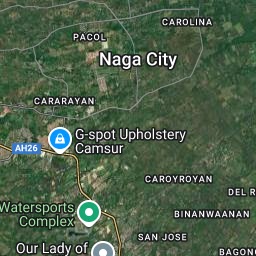 CAROLINA
PACOL
Naga City
CARARAYAN
G-spot Upholstery
Camsur
AH26
CAROYROYAN
DEL R
Watersports
Complex
BINANWAANAN
SAN JOSE
Our Lady of
BAGONG